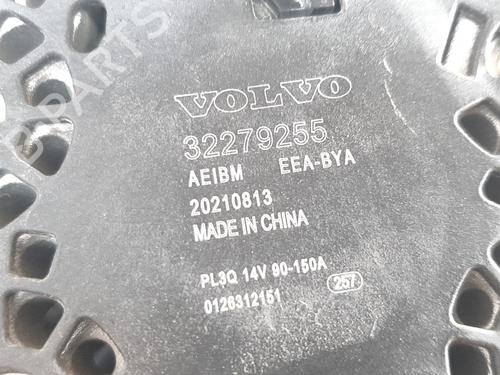 VOLVO
32279255
AEIBM EEA-BYA
20210813
MADE IN CHINA
PL3Q 14V 90-150A
0126312151 257